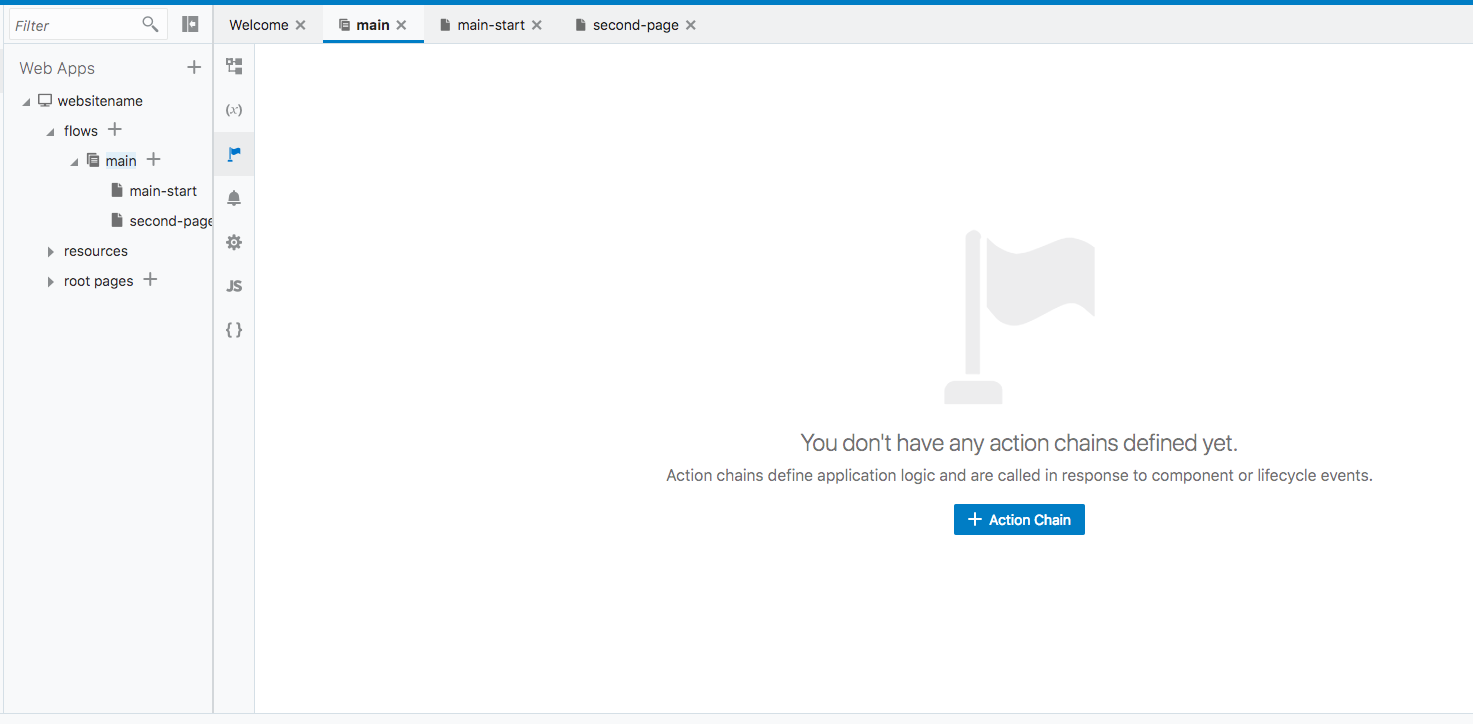 Filter
Welcome
main
main-start
second-page
Web Apps
websitename
flows
main
main-start
second-page
resources
root pages
(x)
JS
{ }
You don't have any action chains defined yet.
Action chains define application logic and are called in response to component or lifecycle events.
+ Action Chain